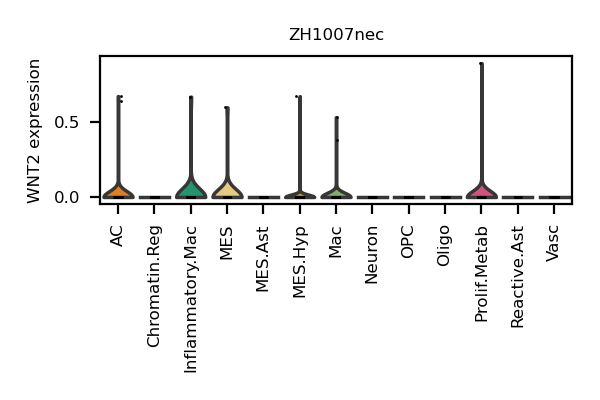 ZH1007nec
WNT2 expression
0.5
0.0
AC
Chromatin.Reg
Inflammatory.Mac
MES
MES.Ast
MES.Hyp
Mac
Neuron
OPC
Oligo
Prolif.Metab
Reactive.Ast
Vasc